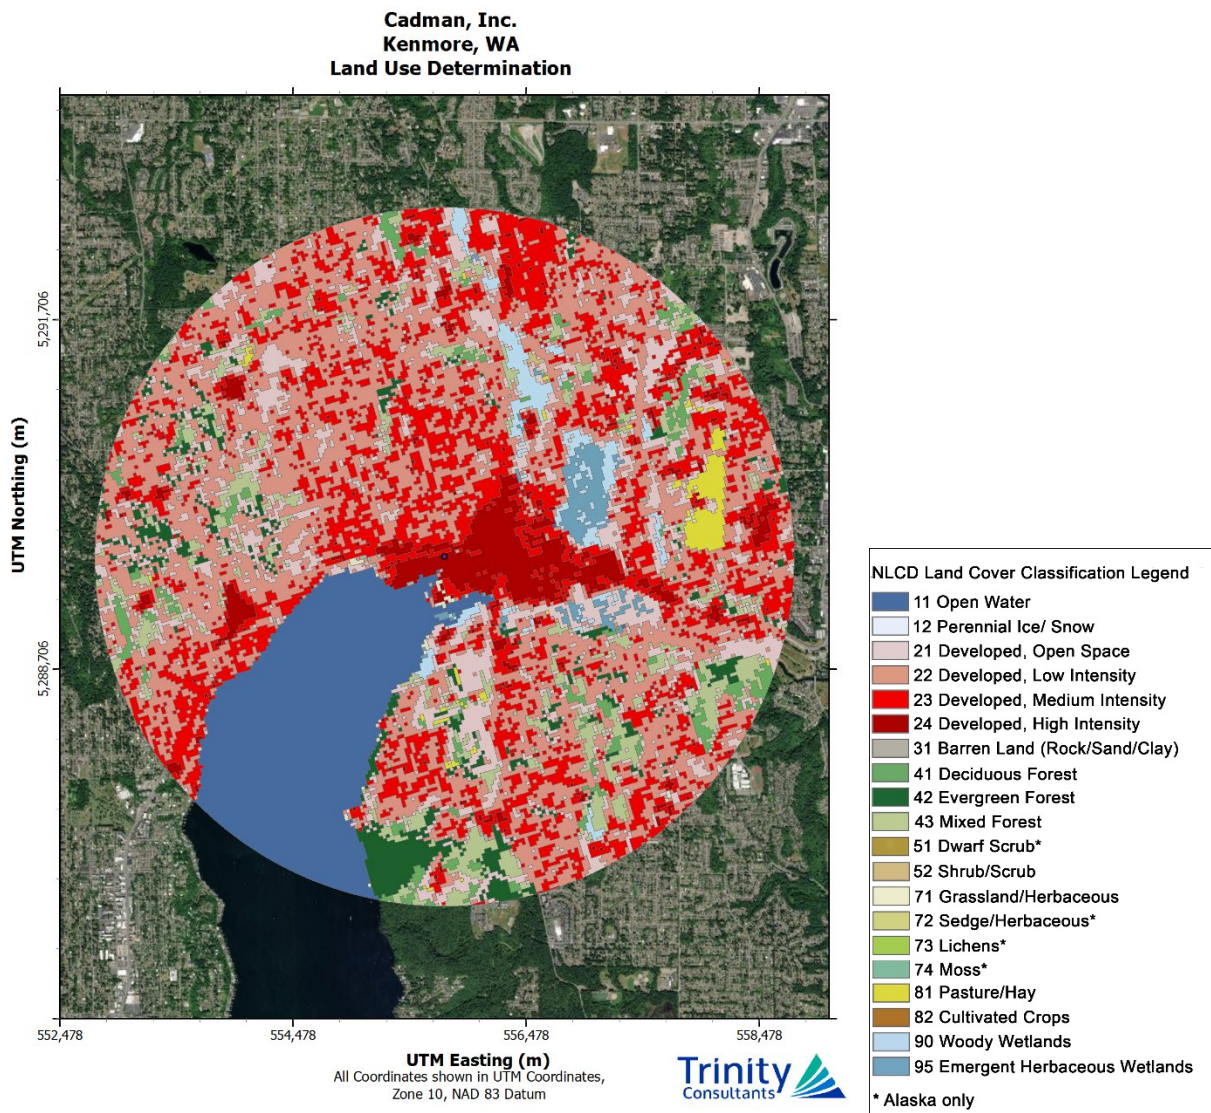 Cadman, Inc.
Kenmore, WA
Land Use Determination
UTM Northing (m)
5,291,706
5,288,706
552,478
554,478
556,478
558,478
UTM Easting (m)
All Coordinates shown in UTM Coordinates,
Zone 10, NAD 83 Datum
Trinity
Consultants
NLCD Land Cover Classification Legend
11 Open Water
12 Perennial Ice/ Snow
21 Developed, Open Space
22 Developed, Low Intensity
23 Developed, Medium Intensity
24 Developed, High Intensity
31 Barren Land (Rock/Sand/Clay)
41 Deciduous Forest
42 Evergreen Forest
43 Mixed Forest
51 Dwarf Scrub*
52 Shrub/Scrub
71 Grassland/Herbaceous
72 Sedge/Herbaceous*
73 Lichens*
74 Moss*
81 Pasture/Hay
82 Cultivated Crops
90 Woody Wetlands
95 Emergent Herbaceous Wetlands
* Alaska only